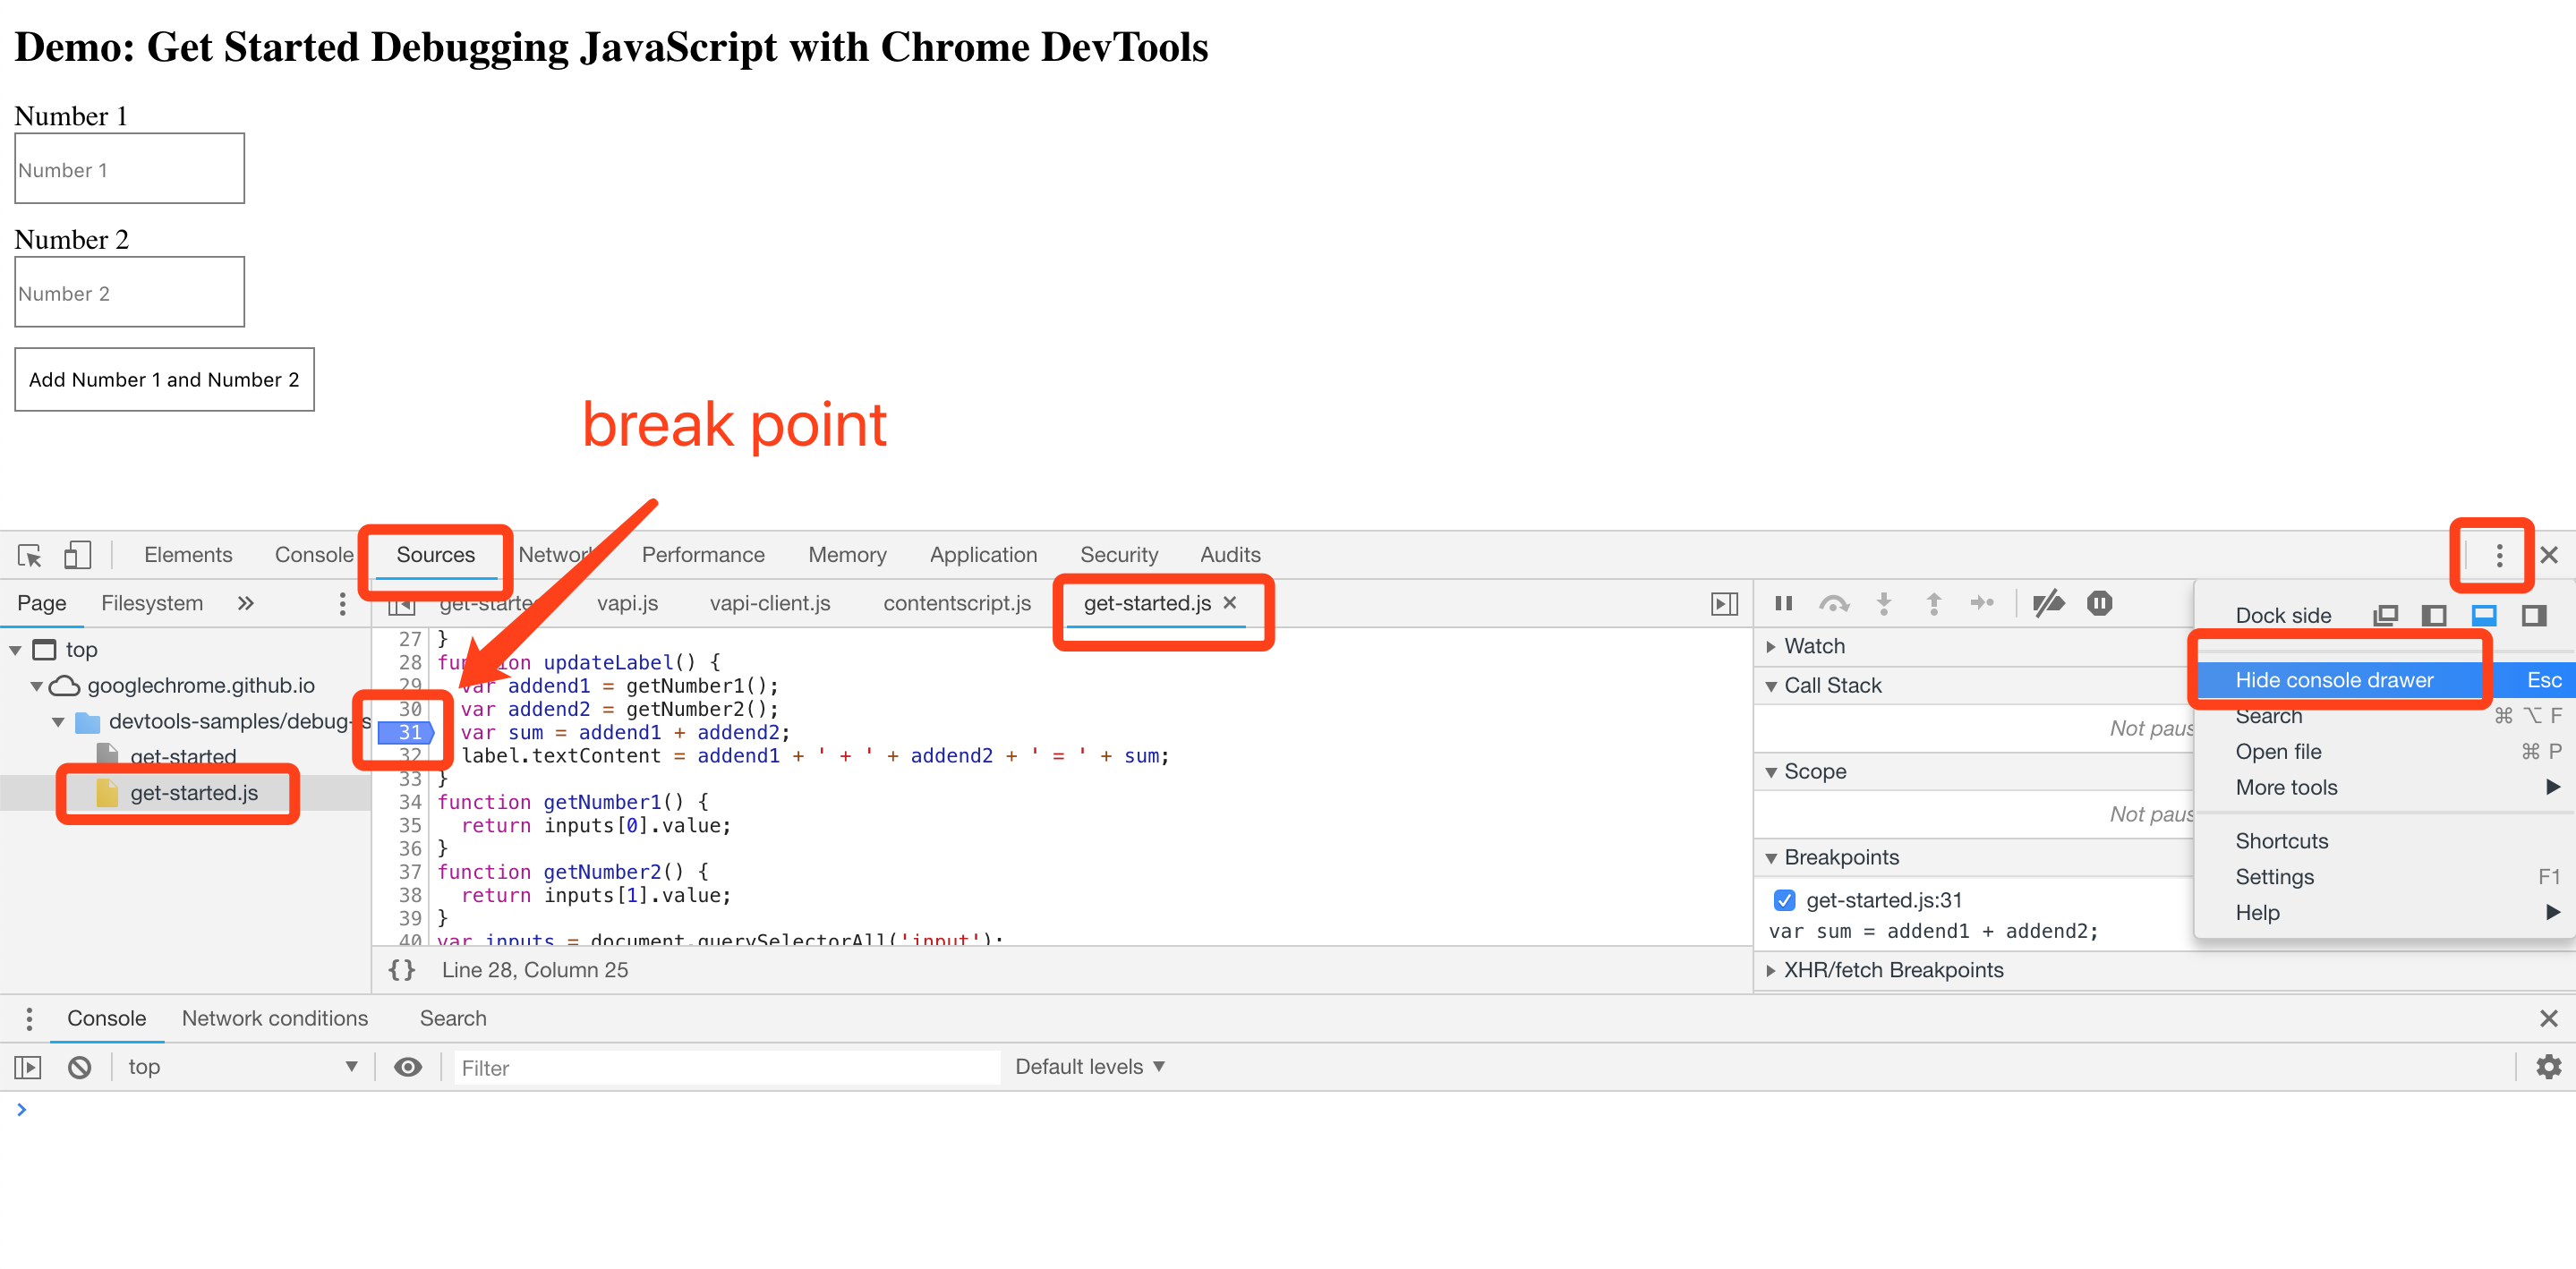 Demo: Get Started Debugging JavaScript with Chrome DevTools
Number 1
Number 1
Number 2
Number 2
Add Number 1 and Number 2
break point
Elements Console Sources Network Performance Memory Application Security Audits
Page Filesystem »
get-started vapi.js vapi-client.js contentscript.js get-started.js ×
top
googlechrome.github.io
devtools-samples/debug-js
get-started
get-started.js
27 }
28 function updateLabel() {
29 var addend1 = getNumber1();
30 var addend2 = getNumber2();
31 var sum = addend1 + addend2;
32 label.textContent = addend1 + ' + ' + addend2 + ' = ' + sum;
33 }
34 function getNumber1() {
35 return inputs[0].value;
36 }
37 function getNumber2() {
38 return inputs[1].value;
39 }
40 var inputs = document.querySelectorAll('input');
{} Line 28, Column 25
Watch
Call Stack
Not paus
Scope
Not paus
Breakpoints
get-started.js:31
var sum = addend1 + addend2;
XHR/fetch Breakpoints
Dock side
Hide console drawer Esc
Search ⌘ ⌥ F
Open file ⌘ P
More tools
Shortcuts
Settings F1
Help
Console Network conditions Search
top Filter Default levels